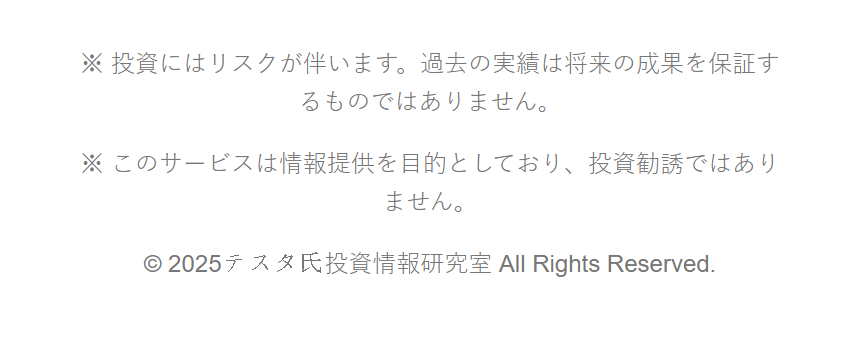 ※ 投資にはリスクが伴います。過去の実績は将来の成果を保証す
るものではありません。
※ このサービスは情報提供を目的としており、投資勧誘ではあり
ません。
© 2025テスタ氏投資情報研究室 All Rights Reserved.